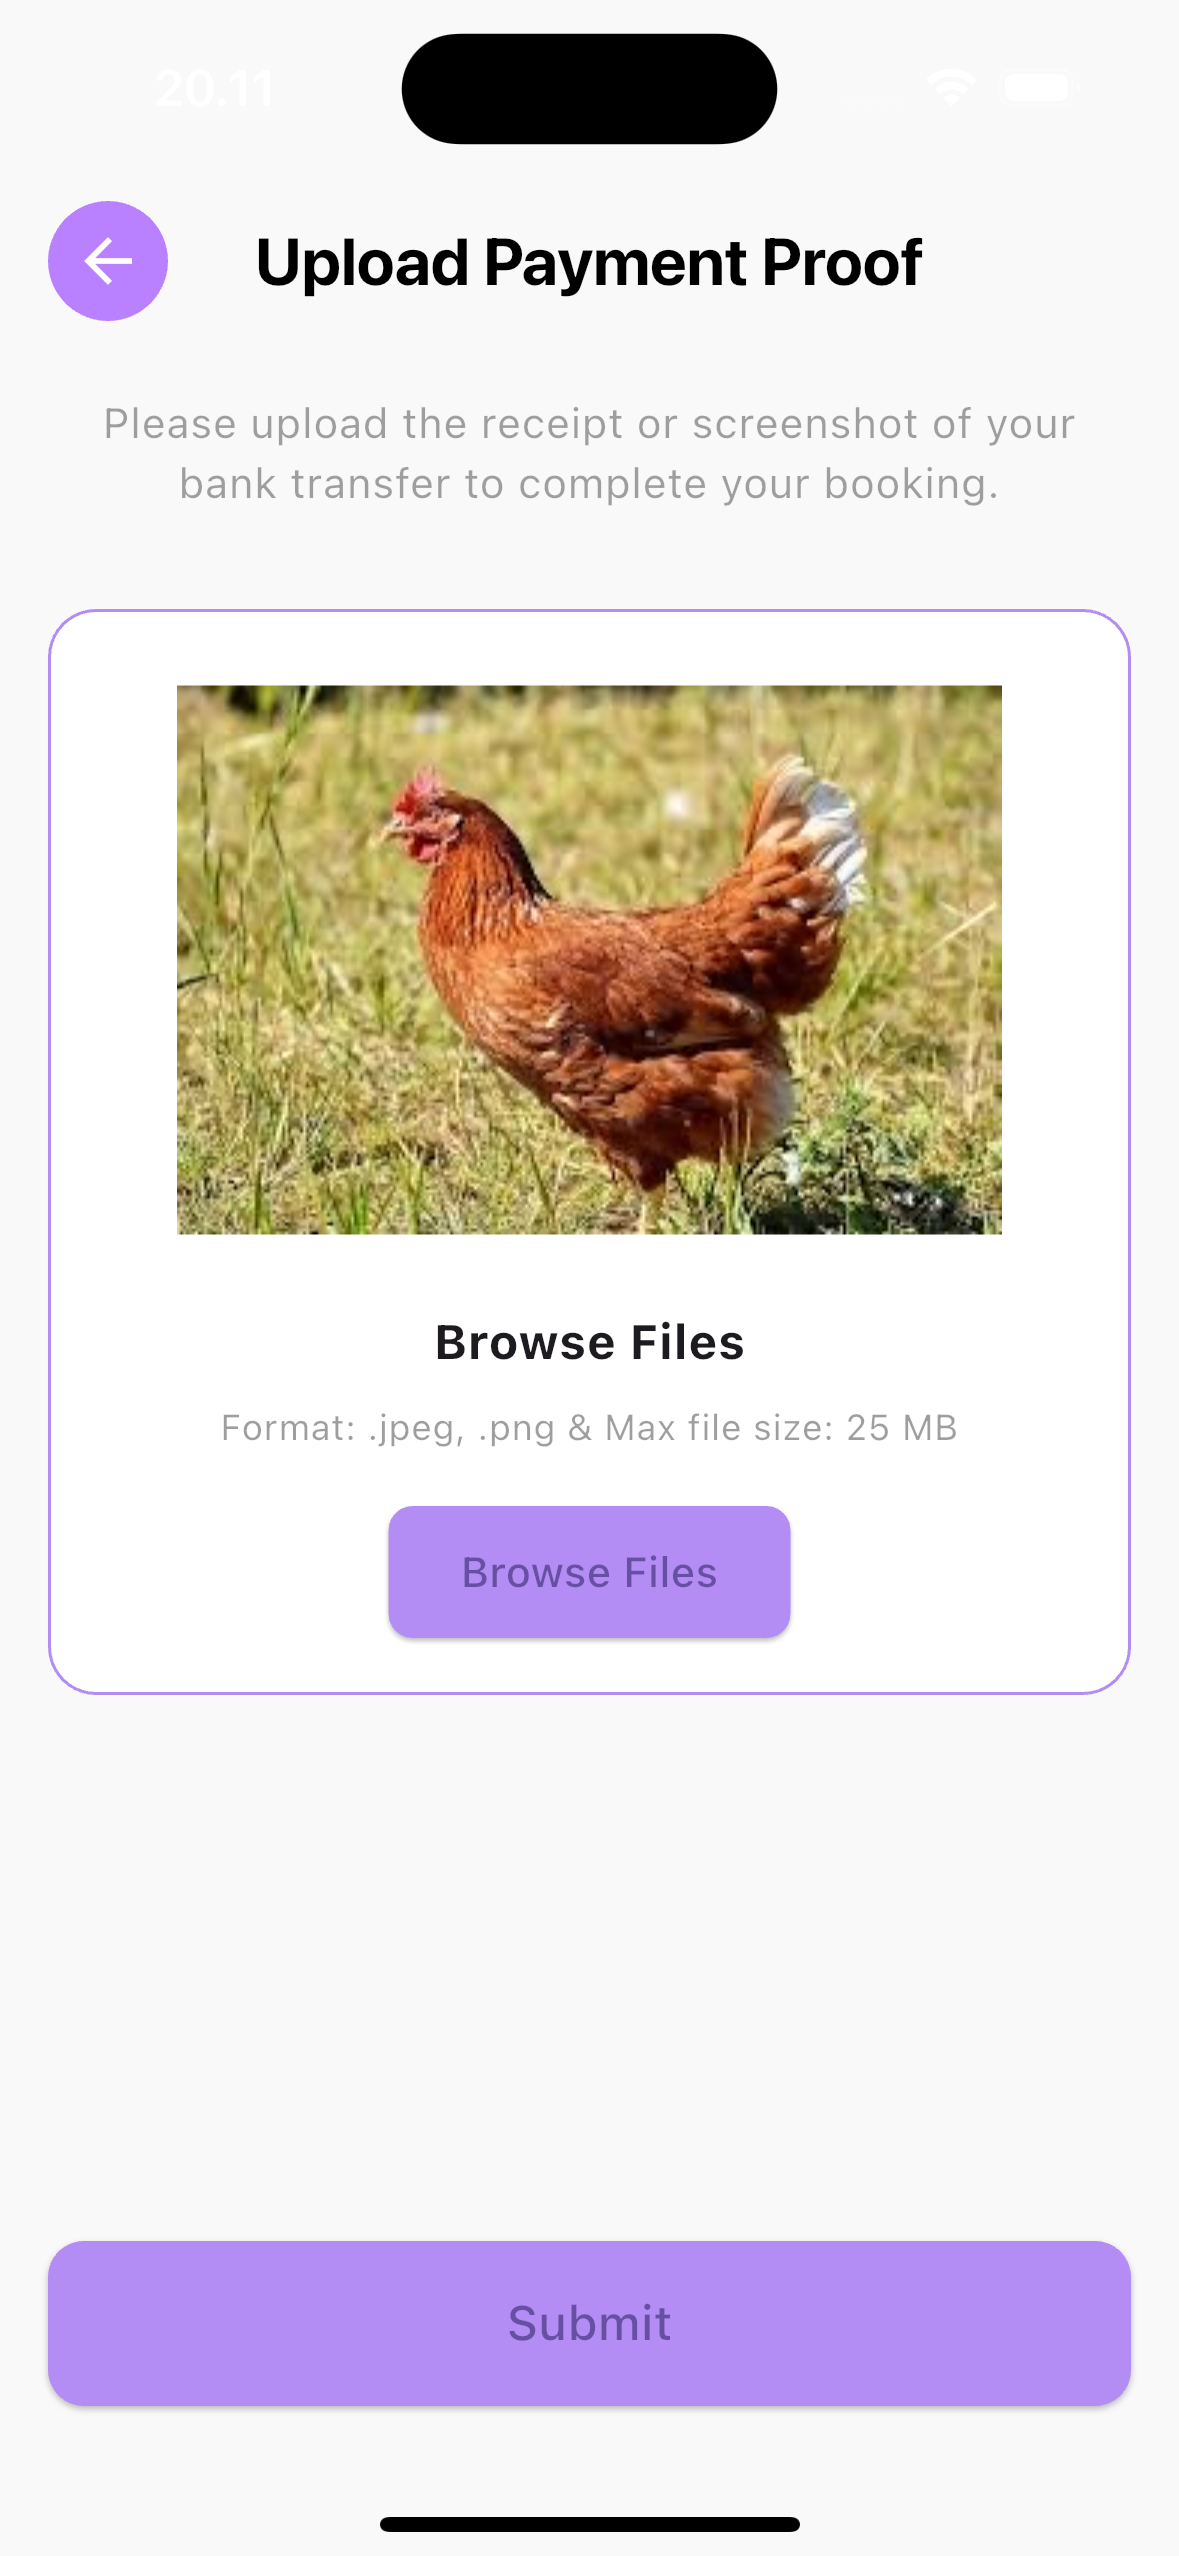 20.11
Upload Payment Proof
Please upload the receipt or screenshot of your
bank transfer to complete your booking.
Browse Files
Format: .jpeg, .png & Max file size: 25 MB
Browse Files
Submit